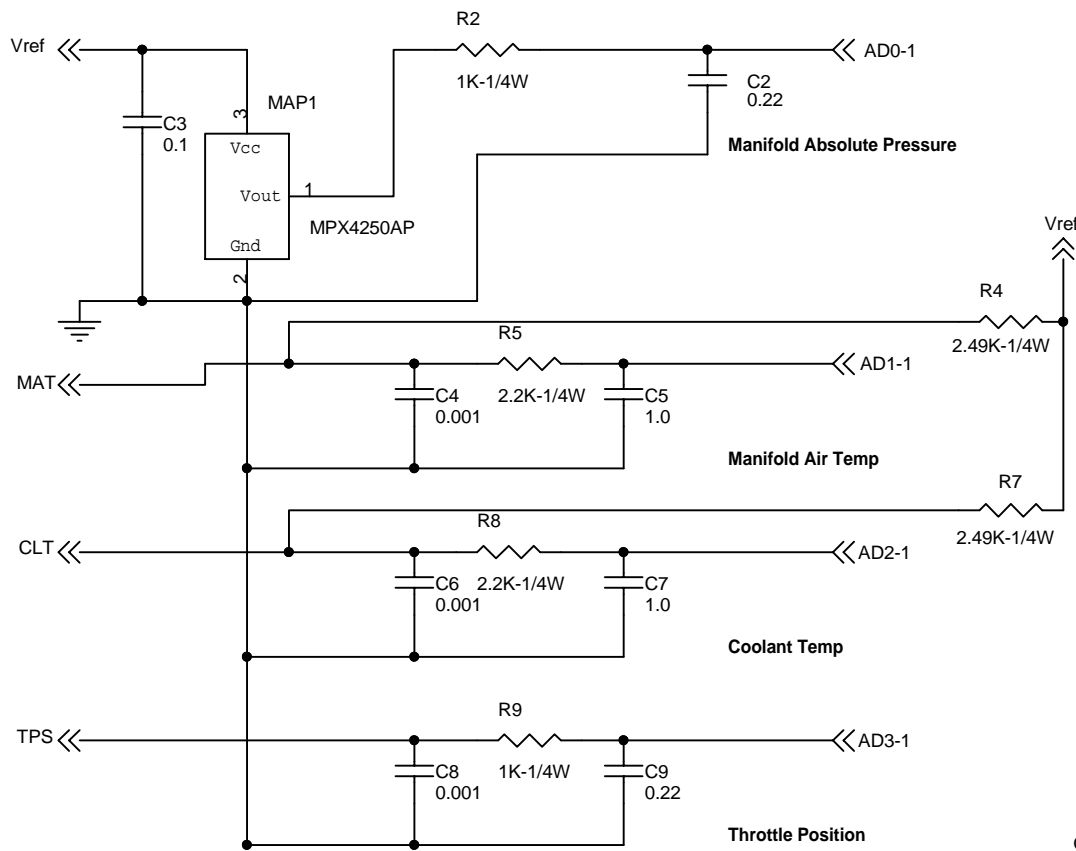 R2
Vref
AD0-1
1K-1/4W
C2
0.22
MAP1
C3
0.1
3
Vcc
Manifold Absolute Pressure
Vout
1
MPX4250AP
Gnd
2
Vref
R4
R5
2.49K-1/4W
MAT
AD1-1
C4
0.001
2.2K-1/4W
C5
1.0
Manifold Air Temp
R7
R8
2.49K-1/4W
CLT
AD2-1
C6
0.001
2.2K-1/4W
C7
1.0
Coolant Temp
R9
TPS
AD3-1
C8
0.001
1K-1/4W
C9
0.22
Throttle Position